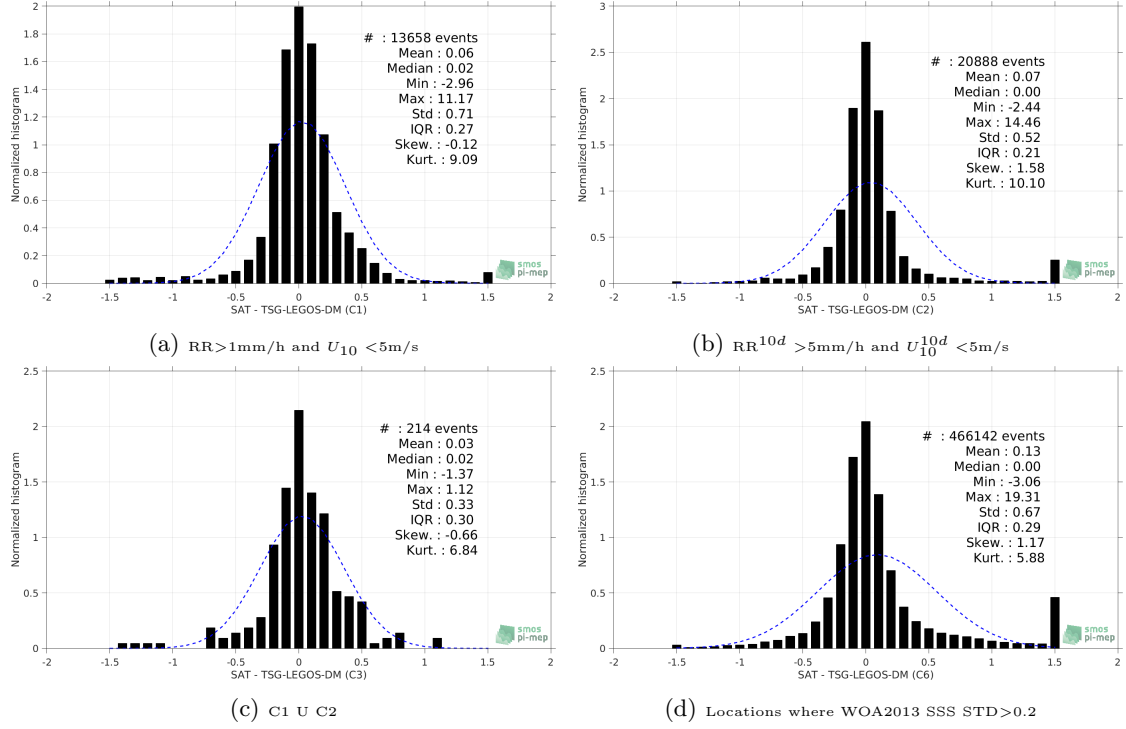 2
1.8
1.6
1.4
1.2
1
0.8
0.6
0.4
0.2
0
Normalized histogram
# : 13658 events
Mean : 0.06
Median : 0.02
Min : -2.96
Max : 11.17
Std : 0.71
IQR : 0.27
Skew. : -0.12
Kurt. : 9.09
smos
pi-mep
-2 -1.5 -1 -0.5 0 0.5 1 1.5 2
SAT - TSG-LEGOS-DM (C1)
(a) RR>1mm/h and U10 <5m/s
3
2.5
2
1.5
1
0.5
0
Normalized histogram
# : 20888 events
Mean : 0.07
Median : 0.00
Min : -2.44
Max : 14.46
Std : 0.52
IQR : 0.21
Skew. : 1.58
Kurt. : 10.10
smos
pi-mep
-2 -1.5 -1 -0.5 0 0.5 1 1.5 2
SAT - TSG-LEGOS-DM (C2)
(b) RR10d >5mm/h and U10 10d <5m/s
2.5
2
1.5
1
0.5
0
Normalized histogram
# : 214 events
Mean : 0.03
Median : 0.02
Min : -1.37
Max : 1.12
Std : 0.33
IQR : 0.30
Skew. : -0.66
Kurt. : 6.84
smos
pi-mep
-2 -1.5 -1 -0.5 0 0.5 1 1.5 2
SAT - TSG-LEGOS-DM (C3)
(c) C1 U C2
2.5
2
1.5
1
0.5
0
Normalized histogram
# : 466142 events
Mean : 0.13
Median : 0.00
Min : -3.06
Max : 19.31
Std : 0.67
IQR : 0.29
Skew. : 1.17
Kurt. : 5.88
smos
pi-mep
-2 -1.5 -1 -0.5 0 0.5 1 1.5 2
SAT - TSG-LEGOS-DM (C6)
(d) Locations where WOA2013 SSS STD>0.2